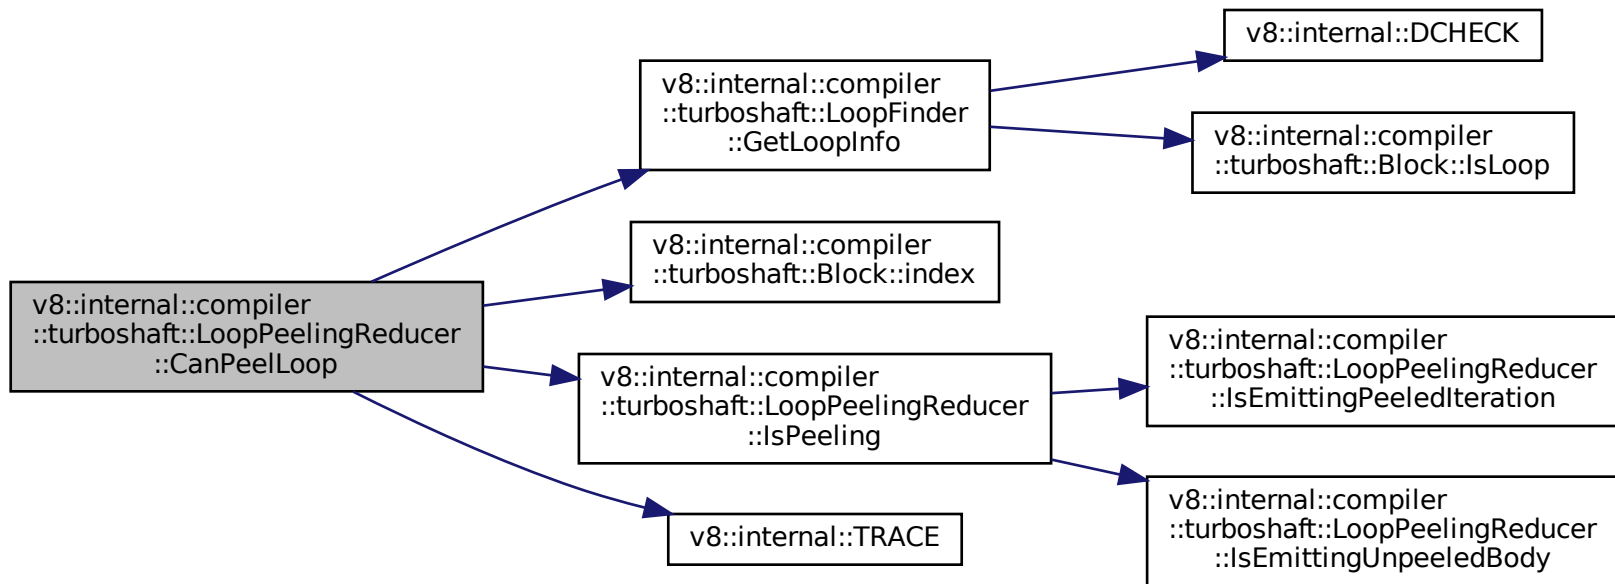 v8::internal::DCHECK
v8::internal::compiler
::turboshaft::LoopFinder
::GetLoopInfo
v8::internal::compiler
::turboshaft::Block::IsLoop
v8::internal::compiler
::turboshaft::Block::index
v8::internal::compiler
::turboshaft::LoopPeelingReducer
::CanPeelLoop
v8::internal::compiler
::turboshaft::LoopPeelingReducer
::IsPeeling
v8::internal::compiler
::turboshaft::LoopPeelingReducer
::IsEmittingPeeledIteration
v8::internal::TRACE
v8::internal::compiler
::turboshaft::LoopPeelingReducer
::IsEmittingUnpeeledBody